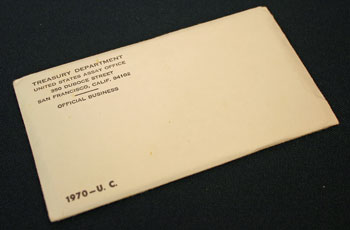 TREASURY DEPARTMENT
UNITED STATES ASSAY OFFICE
350 DUBOCE STREET
SAN FRANCISCO, CALIF. 94102
OFFICIAL BUSINESS
1970-U. C.